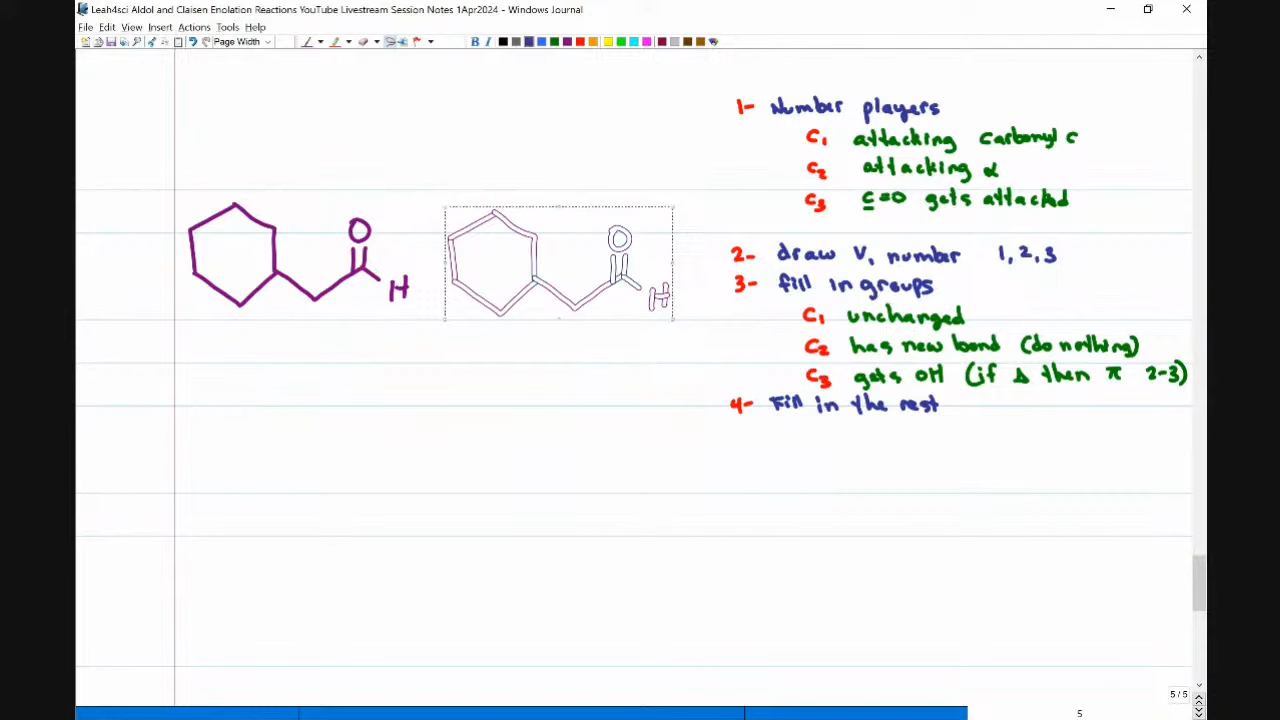 Leah4sci Aldol and Claisen Enolation Reactions YouTube Livestream Session Notes 1Apr2024 - Windows Journal
File Edit View Insert Actions Tools Help
Page Width
B I
1- Number players
C1 attacking carbonyl c
C2 attacking α
C3 C=O gets attacked
2- draw V, number 1, 2, 3
3- fill in groups
C1 unchanged
C2 has new bond (do nothing)
C3 gets OH (if Δ then π 2-3)
4- Fill in the rest
O
H
O
H
5 / 5
5